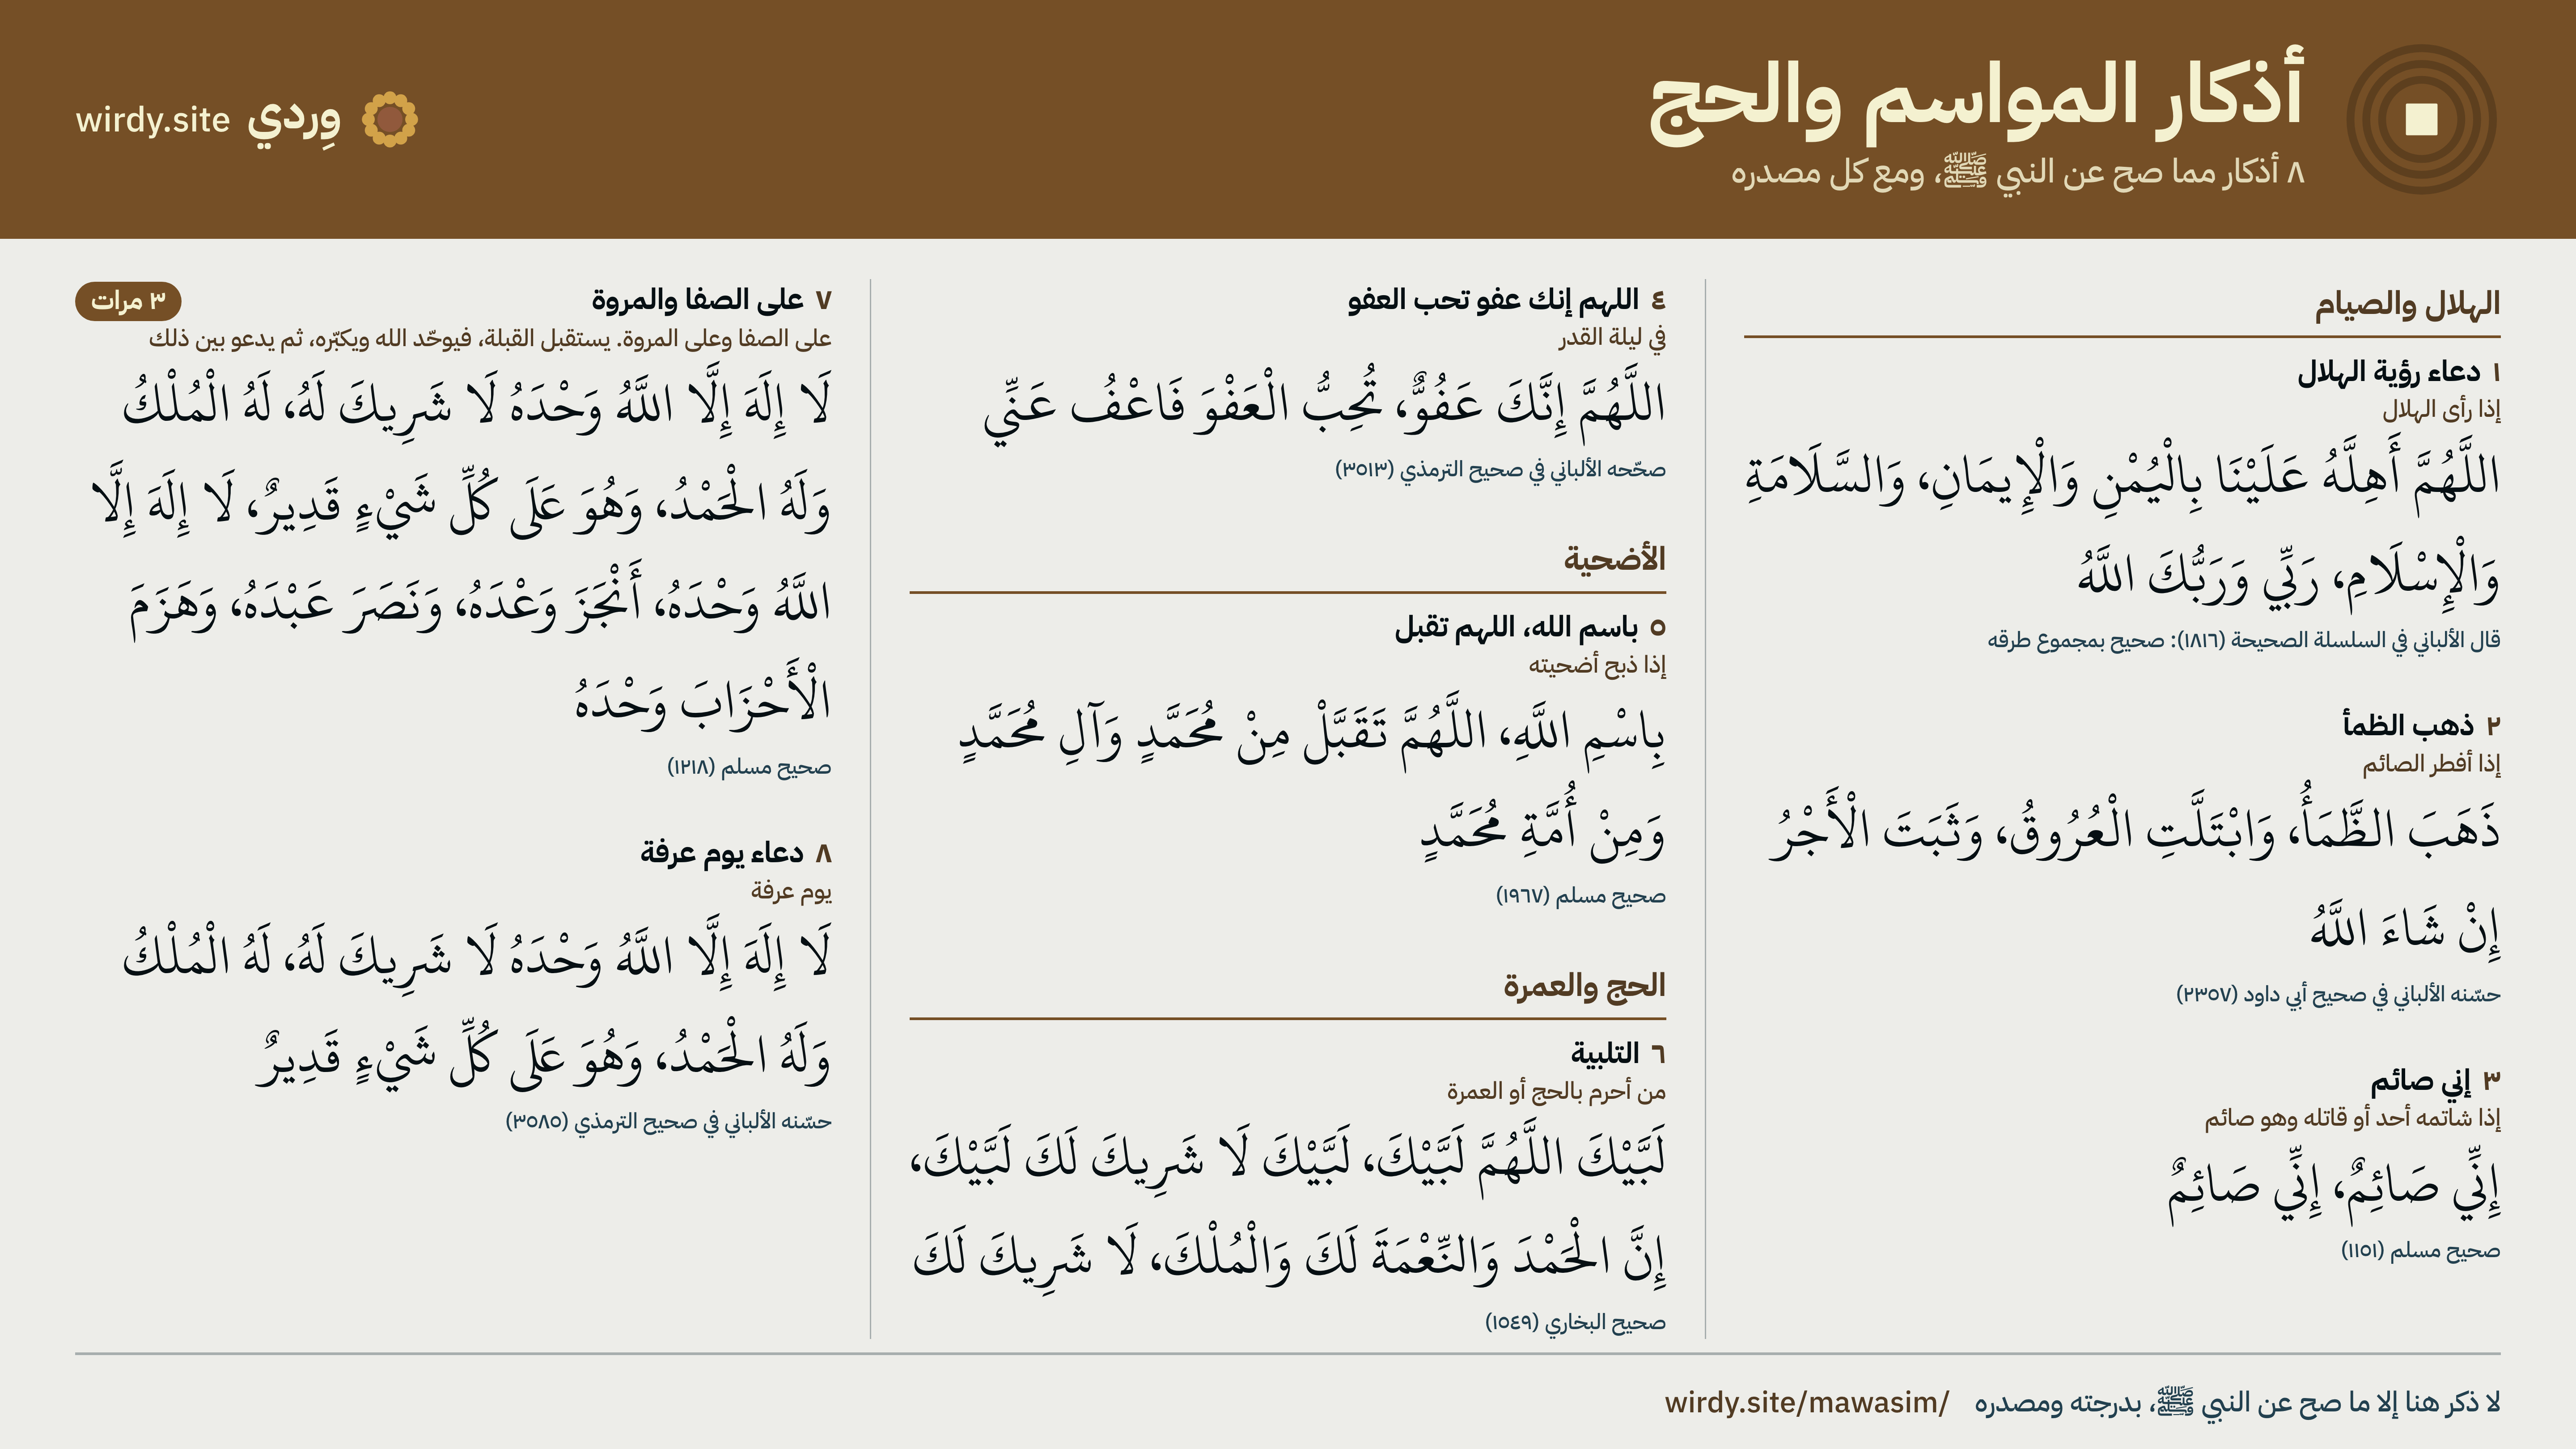 أذكار المواسم والحج
٨ أذكار مما صح عن النبي ﷺ، ومع كل مصدره
وِردي wirdy.site
الهلال والصيام
١ دعاء رؤية الهلال
إذا رأى الهلال
اللَّهُمَّ أَهِلَّهُ عَلَيْنَا بِالْيُمْنِ وَالْإِيمَانِ، وَالسَّلَامَةِ
وَالْإِسْلَامِ، رَبِّي وَرَبُّكَ اللَّهُ
قال الألباني في السلسلة الصحيحة (١٨١٦): صحيح بمجموع طرقه
٢ ذهب الظمأ
إذا أفطر الصائم
ذَهَبَ الظَّمَأُ، وَابْتَلَّتِ الْعُرُوقُ، وَثَبَتَ الْأَجْرُ
إِنْ شَاءَ اللَّهُ
حسّنه الألباني في صحيح أبي داود (٢٣٥٧)
٣ إني صائم
إذا شاتمه أحد أو قاتله وهو صائم
إِنِّي صَائِمٌ، إِنِّي صَائِمٌ
صحيح مسلم (١١٥١)
٤ اللهم إنك عفو تحب العفو
في ليلة القدر
اللَّهُمَّ إِنَّكَ عَفُوٌّ، تُحِبُّ الْعَفْوَ فَاعْفُ عَنِّي
صحّحه الألباني في صحيح الترمذي (٣٥١٣)
الأضحية
٥ باسم الله، اللهم تقبل
إذا ذبح أضحيته
بِاسْمِ اللَّهِ، اللَّهُمَّ تَقَبَّلْ مِنْ مُحَمَّدٍ وَآلِ مُحَمَّدٍ
وَمِنْ أُمَّةِ مُحَمَّدٍ
صحيح مسلم (١٩٦٧)
الحج والعمرة
٦ التلبية
من أحرم بالحج أو العمرة
لَبَّيْكَ اللَّهُمَّ لَبَّيْكَ، لَبَّيْكَ لَا شَرِيكَ لَكَ لَبَّيْكَ،
إِنَّ الْحَمْدَ وَالنِّعْمَةَ لَكَ وَالْمُلْكَ، لَا شَرِيكَ لَكَ
صحيح البخاري (١٥٤٩)
٧ على الصفا والمروة
٣ مرات
على الصفا وعلى المروة. يستقبل القبلة، فيوحّد الله ويكبّره، ثم يدعو بين ذلك
لَا إِلَهَ إِلَّا اللَّهُ وَحْدَهُ لَا شَرِيكَ لَهُ، لَهُ الْمُلْكُ
وَلَهُ الْحَمْدُ، وَهُوَ عَلَى كُلِّ شَيْءٍ قَدِيرٌ، لَا إِلَهَ إِلَّا
اللَّهُ وَحْدَهُ، أَنْجَزَ وَعْدَهُ، وَنَصَرَ عَبْدَهُ، وَهَزَمَ
الْأَحْزَابَ وَحْدَهُ
صحيح مسلم (١٢١٨)
٨ دعاء يوم عرفة
يوم عرفة
لَا إِلَهَ إِلَّا اللَّهُ وَحْدَهُ لَا شَرِيكَ لَهُ، لَهُ الْمُلْكُ
وَلَهُ الْحَمْدُ، وَهُوَ عَلَى كُلِّ شَيْءٍ قَدِيرٌ
حسّنه الألباني في صحيح الترمذي (٣٥٨٥)
لا ذكر هنا إلا ما صح عن النبي ﷺ، بدرجته ومصدره wirdy.site/mawasim/